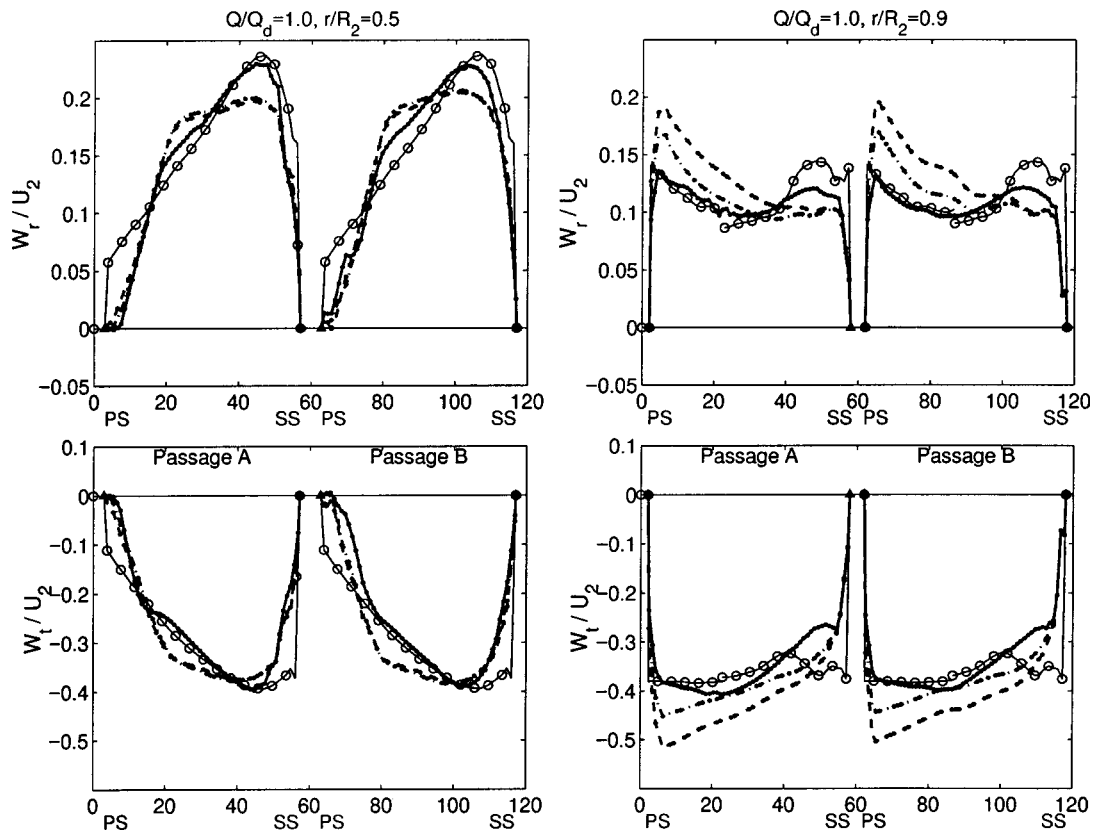 Q/Q_d=1.0, r/R_2=0.5
W_r / U_2
0.2
0.15
0.1
0.05
0
−0.05
0 20 40 60 80 100 120
PS SS PS SS
Q/Q_d=1.0, r/R_2=0.9
W_r / U_2
0.2
0.15
0.1
0.05
0
−0.05
0 20 40 60 80 100 120
PS SS PS SS
Passage A Passage B
W_t / U_2
0.1
0
−0.1
−0.2
−0.3
−0.4
−0.5
0 20 40 60 80 100 120
PS SS PS SS
Passage A Passage B
W_t / U_2
0.1
0
−0.1
−0.2
−0.3
−0.4
−0.5
0 20 40 60 80 100 120
PS SS PS SS